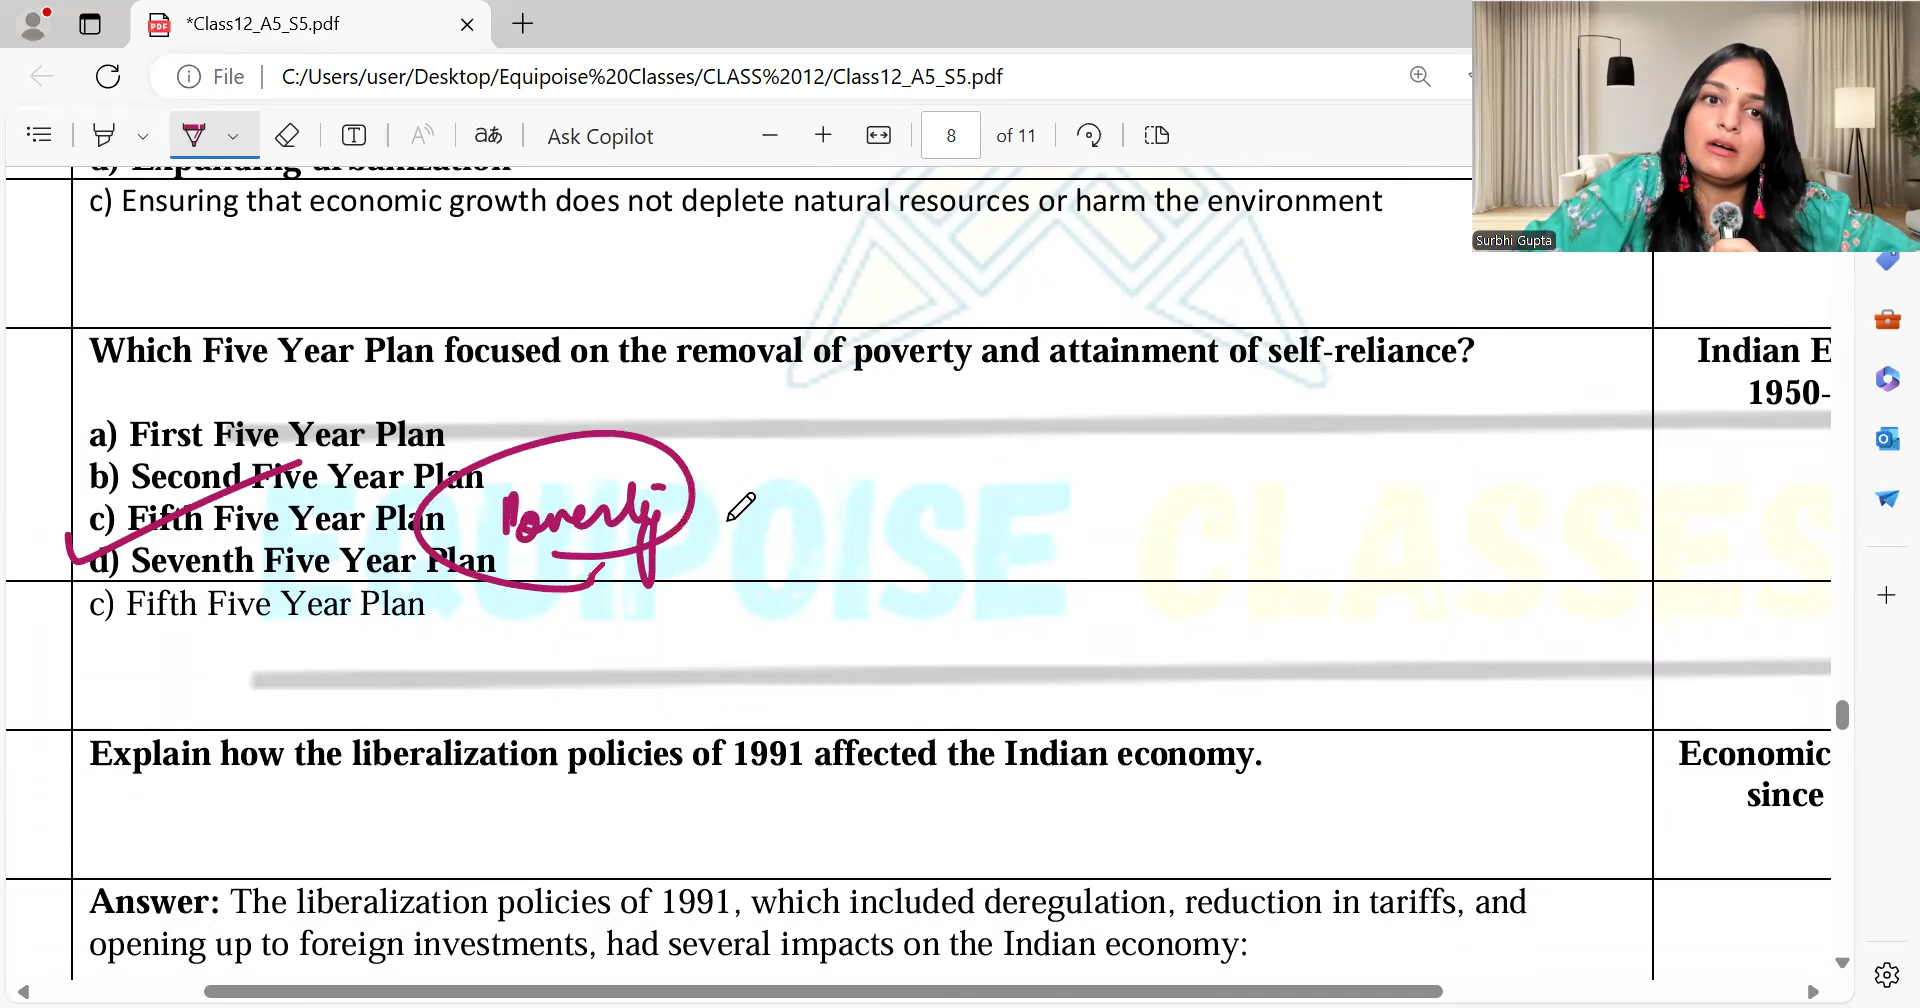 *Class12_A5_S5.pdf
File C:/Users/user/Desktop/Equipoise%20Classes/CLASS%2012/Class12_A5_S5.pdf
Ask Copilot 8 of 11
Surbhi Gupta
d) Expanding urbanization
c) Ensuring that economic growth does not deplete natural resources or harm the environment
Which Five Year Plan focused on the removal of poverty and attainment of self-reliance?
Indian E
1950-
a) First Five Year Plan
b) Second Five Year Plan
c) Fifth Five Year Plan
Poverty
d) Seventh Five Year Plan
c) Fifth Five Year Plan
EQUIPOISE CLASSES
Explain how the liberalization policies of 1991 affected the Indian economy.
Economic
since
Answer: The liberalization policies of 1991, which included deregulation, reduction in tariffs, and
opening up to foreign investments, had several impacts on the Indian economy: